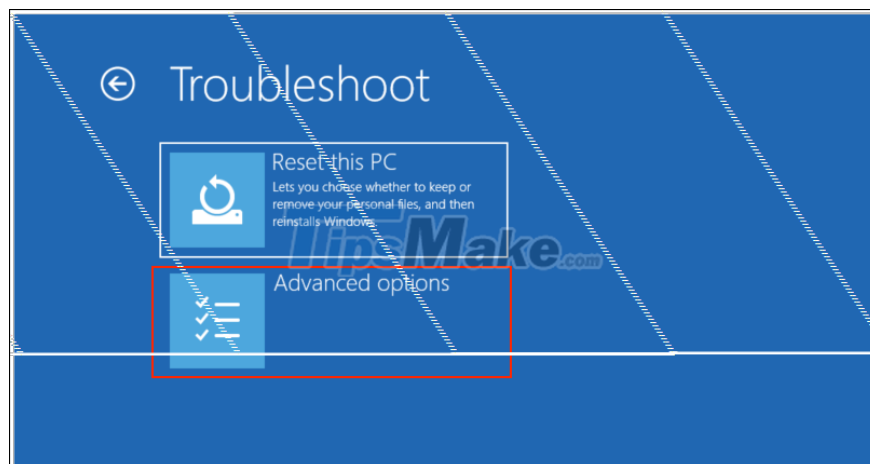 Troubleshoot
Reset this PC
Lets you choose whether to keep or
remove your personal files, and then
reinstalls Windows.
TipsMake.com
Advanced options